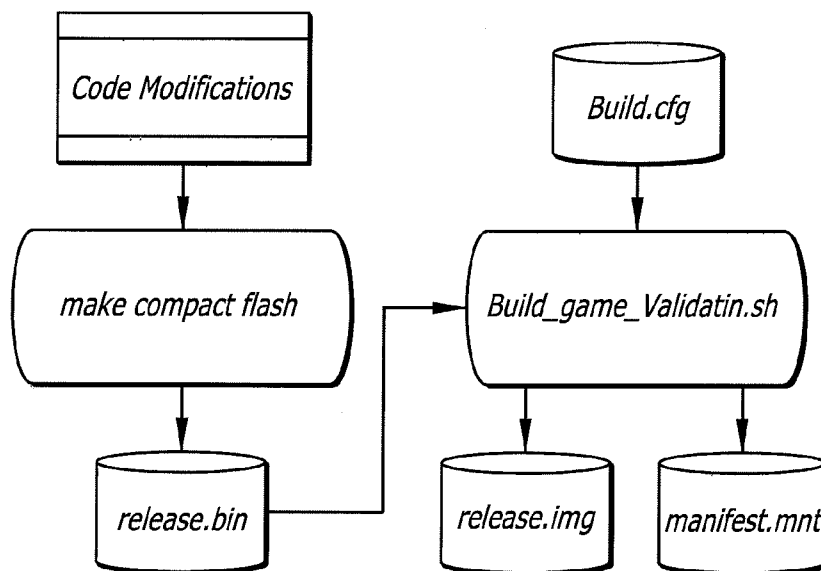 Code Modifications
Build.cfg
make compact flash
Build_game_Validatin.sh
release.bin
release.img
manifest.mnt